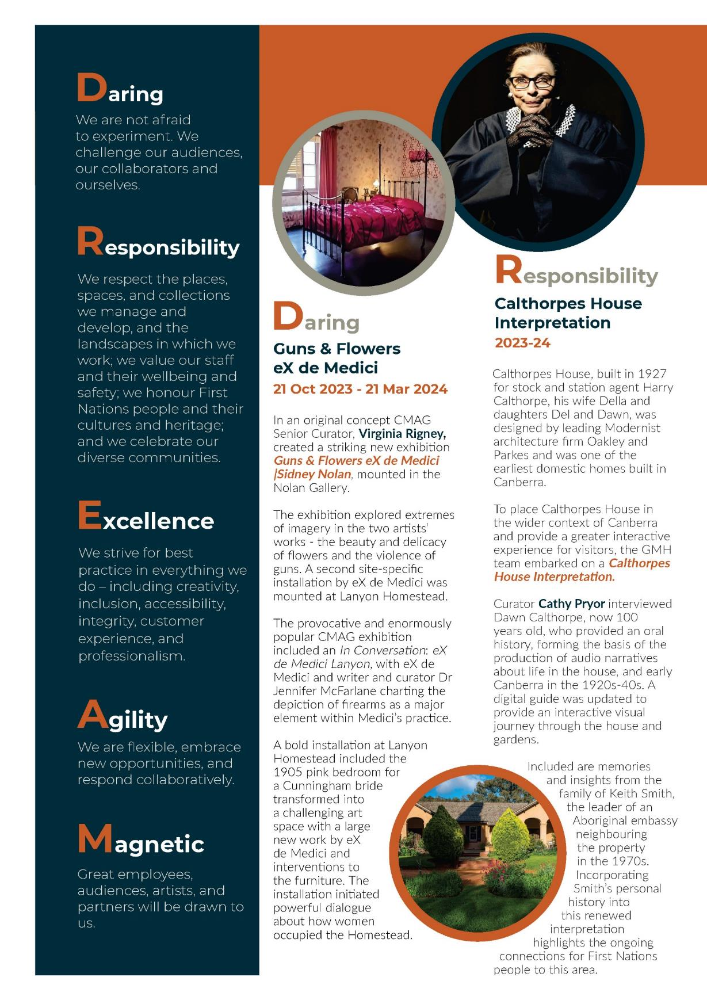 Daring
We are not afraid
to experiment. We
challenge our audiences,
our collaborators and
ourselves.
Responsibility
We respect the places,
spaces, and collections
we manage and
develop, and the
landscapes in which we
work; we value our staff
and their wellbeing and
safety; we honour First
Nations people and their
cultures and heritage;
and we celebrate our
diverse communities.
Excellence
We strive for best
practice in everything we
do – including creativity,
inclusion, accessibility,
integrity, customer
experience, and
professionalism.
Agility
We are flexible, embrace
new opportunities, and
respond collaboratively.
Magnetic
Great employees,
audiences, artists, and
partners will be drawn to
us.
Daring
Guns & Flowers
eX de Medici
21 Oct 2023 - 21 Mar 2024
In an original concept CMAG
Senior Curator, Virginia Rigney,
created a striking new exhibition
Guns & Flowers eX de Medici
|Sidney Nolan, mounted in the
Nolan Gallery.
The exhibition explored extremes
of imagery in the two artists'
works - the beauty and delicacy
of flowers and the violence of
guns. A second site-specific
installation by eX de Medici was
mounted at Lanyon Homestead.
The provocative and enormously
popular CMAG exhibition
included an In Conversation: eX
de Medici Lanyon, with eX de
Medici and writer and curator Dr
Jennifer McFarlane charting the
depiction of firearms as a major
element within Medici's practice.
A bold installation at Lanyon
Homestead included the
1905 pink bedroom for
a Cunningham bride
transformed into
a challenging art
space with a large
new work by eX
de Medici and
interventions to
the furniture. The
installation initiated
powerful dialogue
about how women
occupied the Homestead.
Responsibility
Calthorpes House
Interpretation
2023-24
Calthorpes House, built in 1927
for stock and station agent Harry
Calthorpe, his wife Della and
daughters Del and Dawn, was
designed by leading Modernist
architecture firm Oakley and
Parkes and was one of the
earliest domestic homes built in
Canberra.
To place Calthorpes House in
the wider context of Canberra
and provide a greater interactive
experience for visitors, the GMH
team embarked on a Calthorpes
House Interpretation.
Curator Cathy Pryor interviewed
Dawn Calthorpe, now 100
years old, who provided an oral
history, forming the basis of the
production of audio narratives
about life in the house, and early
Canberra in the 1920s-40s. A
digital guide was updated to
provide an interactive visual
journey through the house and
gardens.
Included are memories
and insights from the
family of Keith Smith,
the leader of an
Aboriginal embassy
neighbouring
the property
in the 1970s.
Incorporating
Smith's personal
history into
this renewed
interpretation
highlights the ongoing
connections for First Nations
people to this area.